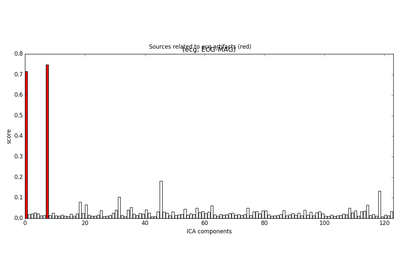 Sources related to ecg artifacts (red)
(ecg, ECG-MAG)
0.8
0.7
0.6
0.5
0.4
0.3
0.2
0.1
0.0
score
0 20 40 60 80 100 120
ICA components